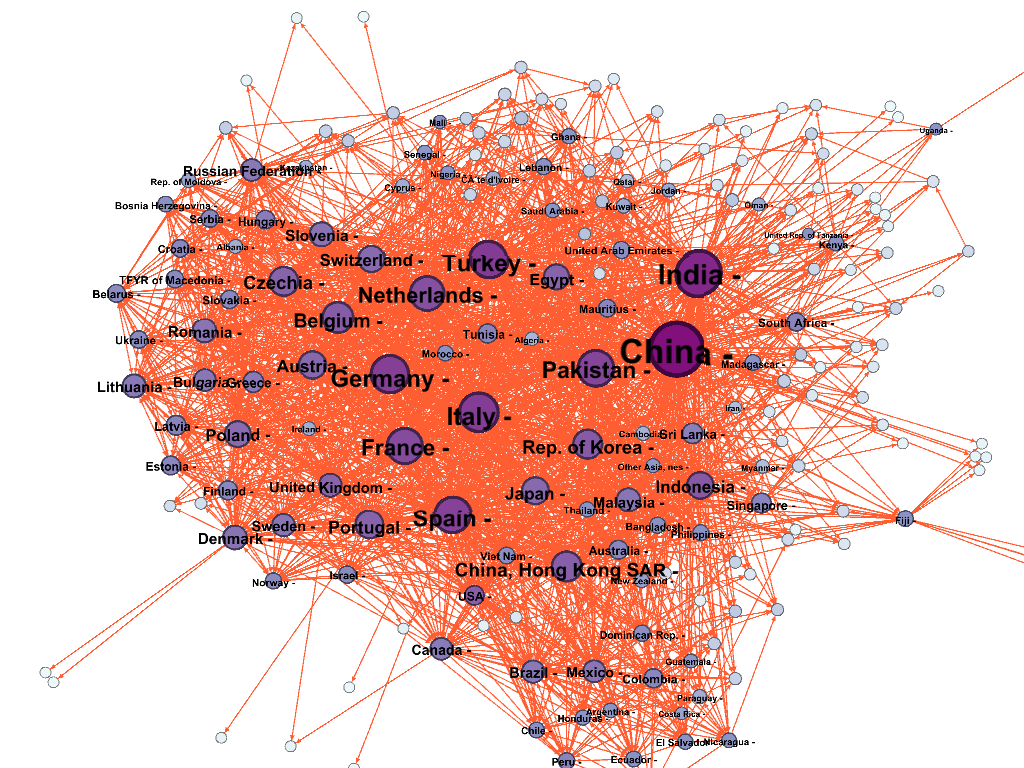 Uganda -
Mali -
Ghana -
Senegal -
Russian Federation -
Kazakhstan -
Lebanon -
Nigeria -
CÃ te d'Ivoire -
Rep. of Moldova -
Cyprus -
Qatar -
Jordan -
Bosnia Herzegovina -
Saudi Arabia -
Kuwait -
Oman -
Serbia -
Hungary -
Slovenia -
United Rep. of Tanzania
Kenya -
Croatia -
Albania -
Switzerland -
Turkey -
United Arab Emirates -
India -
TFYR of Macedonia -
Czechia -
Egypt -
Belarus -
Slovakia -
Netherlands -
Mauritius -
Belgium -
South Africa -
Ukraine -
Romania -
Tunisia -
Algeria -
Morocco -
China -
Madagascar -
Austria -
Germany -
Pakistan -
Lithuania -
Bulgaria -
Greece -
Iran -
Italy -
Latvia -
Poland -
Ireland -
France -
Rep. of Korea -
Cambodia
Sri Lanka -
Estonia -
Other Asia, nes -
Myanmar -
Finland -
United Kingdom -
Japan -
Malaysia -
Indonesia -
Singapore -
Thailand -
Sweden -
Portugal -
Spain -
Bangladesh -
Philippines -
Fiji -
Denmark -
Viet Nam -
Australia -
China, Hong Kong SAR -
Norway -
Israel -
New Zealand -
USA -
Dominican Rep. -
Canada -
Guatemala -
Brazil -
Mexico -
Colombia -
Paraguay -
Honduras -
Argentina -
Costa Rica -
Chile -
El Salvador
Nicaragua -
Peru -
Ecuador -